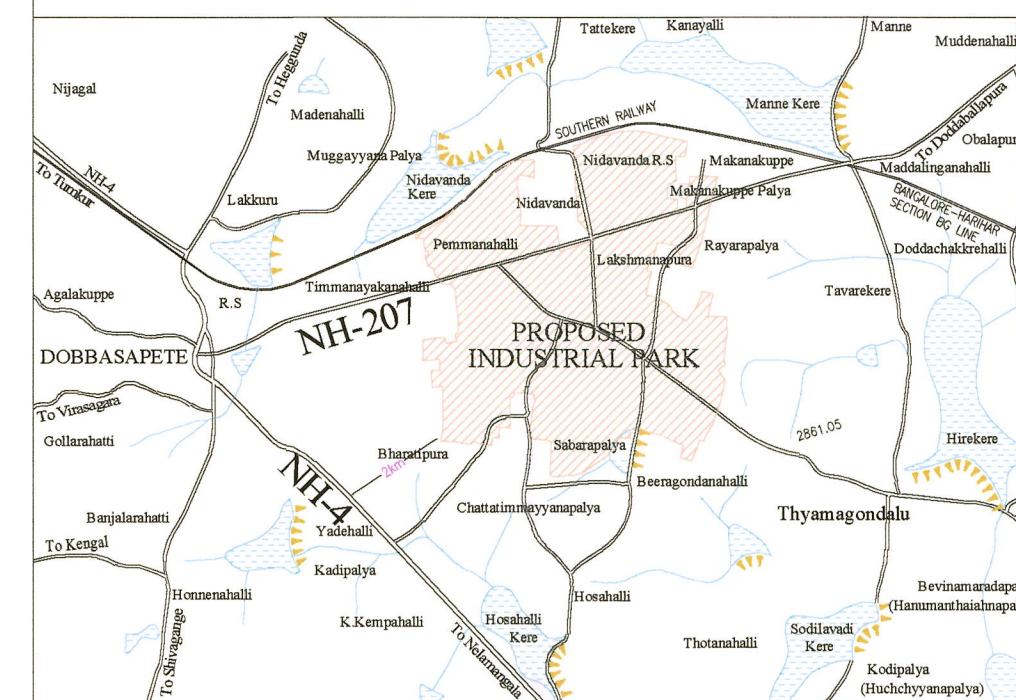 Tattekere
Kanayalli
Manne
Muddenahalli
To Heggunda
Nijagal
Madenahalli
Manne Kere
SOUTHERN RAILWAY
To Doddaballapura
Obalapur
Muggayyana Palya
Nidavanda R.S
Makanakuppe
Maddalinganahalli
NH-4
To Tumkur
Nidavanda
Kere
Makanakuppe Palya
BANGALORE-HARIHAR
SECTION BG LINE
Lakkuru
Nidavanda
Pemmanahalli
Rayarapalya
Doddachakkrehalli
Lakshmanapura
Timmanayakanahalli
Tavarekere
Agalakuppe
R.S
NH-207
PROPOSED
INDUSTRIAL PARK
DOBBASAPETE
To Virasagara
2861.05
Gollarahatti
Sabarapalya
Hirekere
Bharatipura
2km
NH-4
Beeragondanahalli
Chattatimmayyanapalya
Thyamagondalu
Banjalarahatti
Yadehalli
To Kengal
Kadipalya
Honnenahalli
Hosahalli
Bevinamaradapa
(Hanumanthaiahnapa
K.Kempahalli
Hosahalli
Kere
To Nelamangala
Sodilavadi
Kere
Thotanahalli
To Shivagange
Kodipalya
(Huchchyyanapalya)